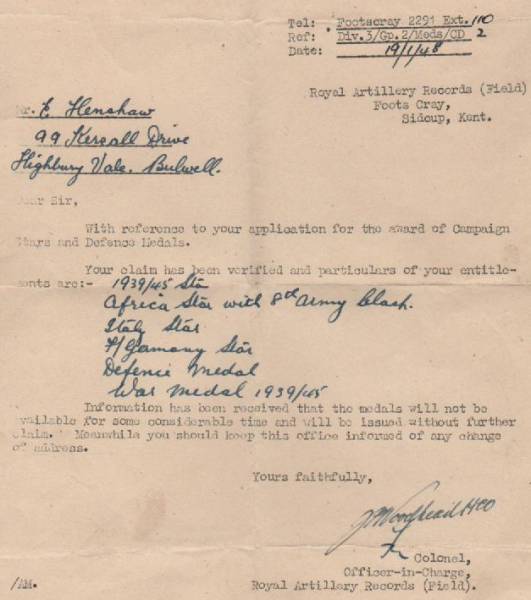 Tel: Footscray 2291 Ext. 110
Ref: Div.3/Gp.2/Meds/CD 2
Date: 19/1/48
Royal Artillery Records (Field)
Foots Cray,
Sidcup, Kent.
Mr. E Henshaw
99 Kersall Drive
Highbury Vale. Bulwell.
Dear Sir,
With reference to your application for the award of Campaign
Stars and Defence Medals.
Your claim has been verified and particulars of your entitle-
ments are:- 1939/45 Star
Africa Star with 8th Army Clash.
Italy Star
F/Gamany Star
Defence Medal
War Medal 1939/45
Information has been received that the medals will not be
available for some considerable time and will be issued without further
claim. Meanwhile you should keep this office informed of any change
of address.
Yours faithfully,
Woodhead
Colonel,
Officer-in-Charge,
/AM. Royal Artillery Records (Field).